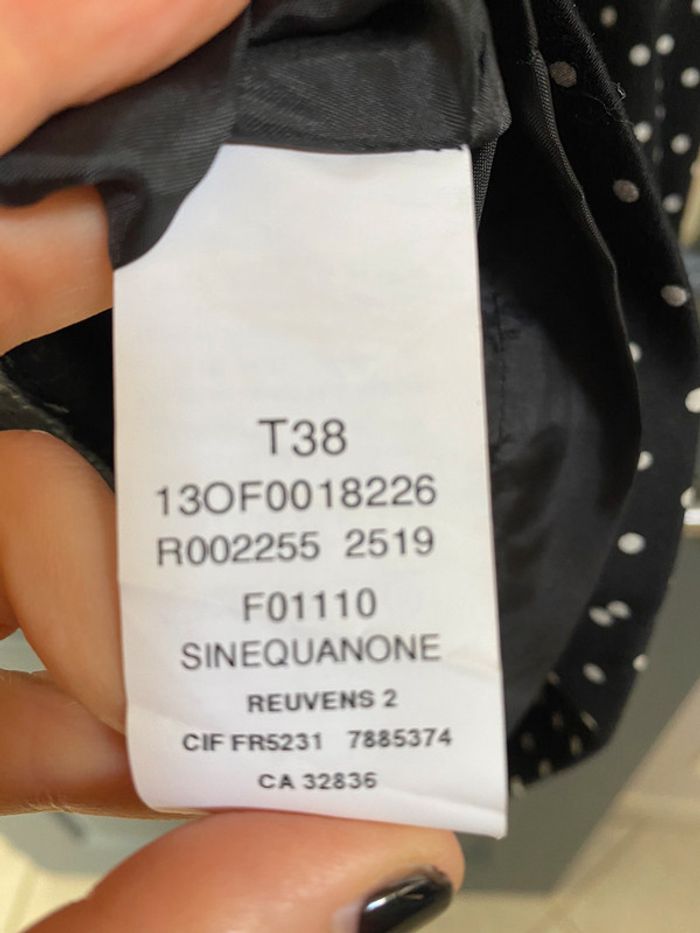 T38
13OF0018226
R002255 2519
F01110
SINEQUANONE
REUVENS 2
CIF FR5231 7885374
CA 32836